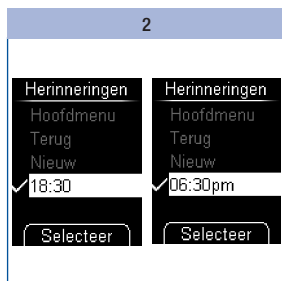 2
Herinneringen
Hoofdmenu
Terug
Nieuw
18:30
Selecteer
Herinneringen
Hoofdmenu
Terug
Nieuw
06:30pm
Selecteer